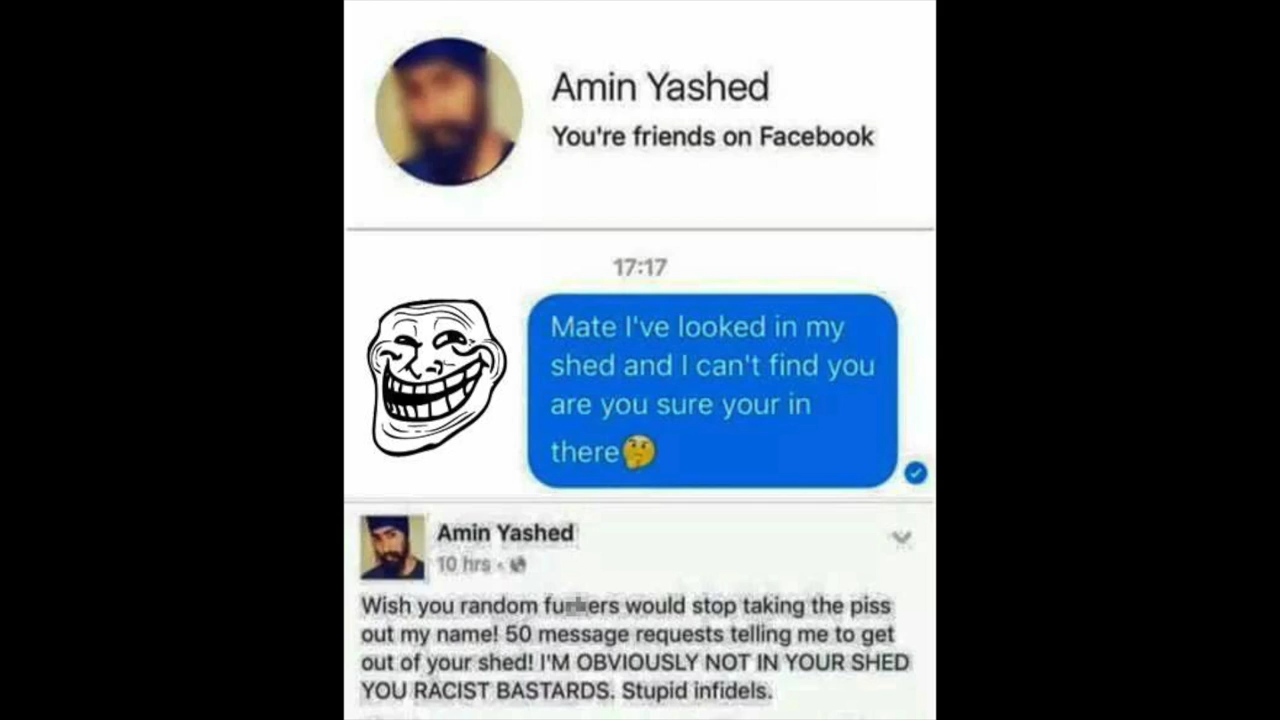 Amin Yashed
You're friends on Facebook
17:17
Mate I've looked in my
shed and I can't find you
are you sure your in
there🤔
Amin Yashed
10 hrs ·
Wish you random fu ers would stop taking the piss
out my name! 50 message requests telling me to get
out of your shed! I'M OBVIOUSLY NOT IN YOUR SHED
YOU RACIST BASTARDS. Stupid infidels.